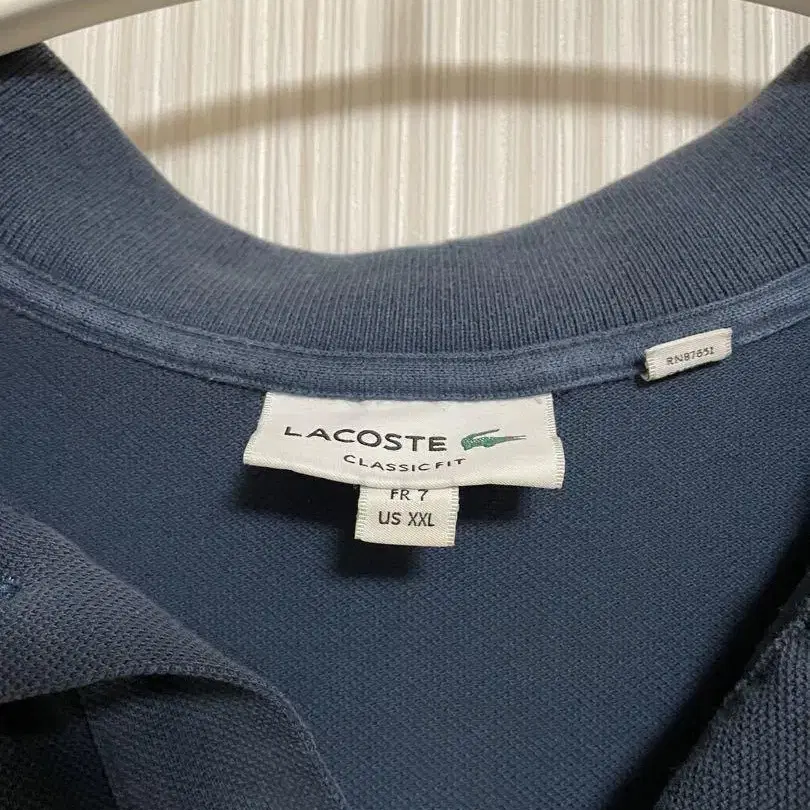 RN87651
LACOSTE
CLASSIC FIT
FR 7
US XXL